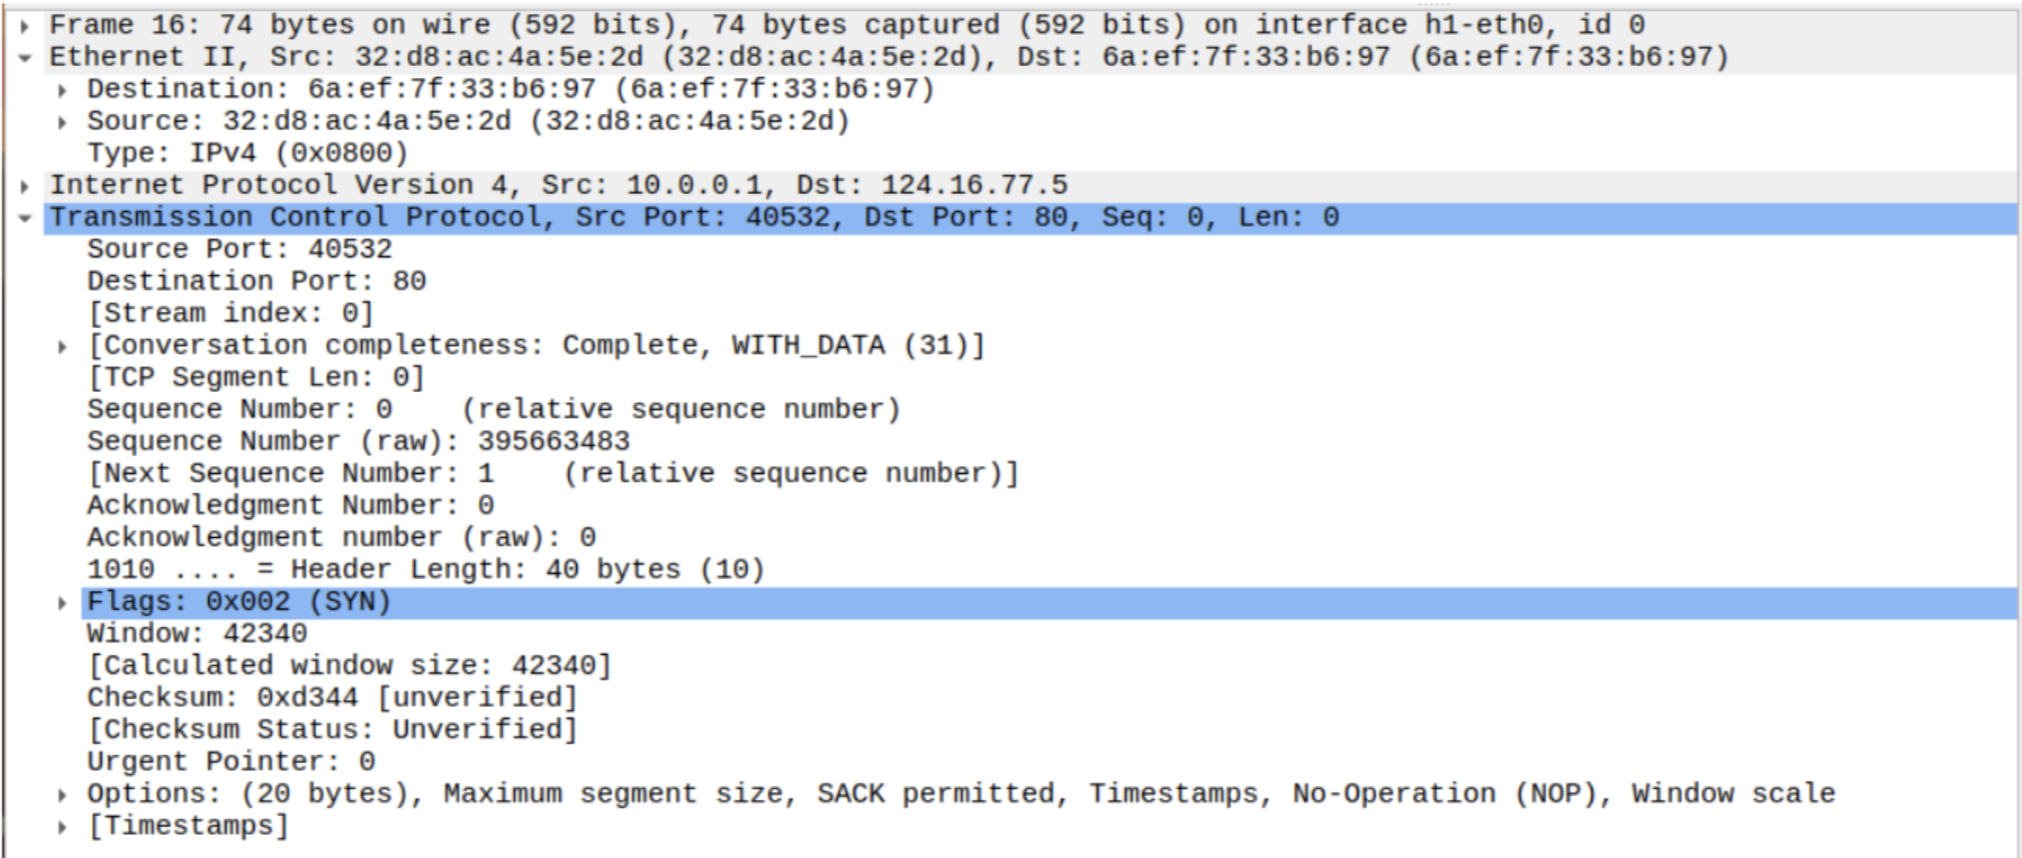 Frame 16: 74 bytes on wire (592 bits), 74 bytes captured (592 bits) on interface h1-eth0, id 0
Ethernet II, Src: 32:d8:ac:4a:5e:2d (32:d8:ac:4a:5e:2d), Dst: 6a:ef:7f:33:b6:97 (6a:ef:7f:33:b6:97)
Destination: 6a:ef:7f:33:b6:97 (6a:ef:7f:33:b6:97)
Source: 32:d8:ac:4a:5e:2d (32:d8:ac:4a:5e:2d)
Type: IPv4 (0x0800)
Internet Protocol Version 4, Src: 10.0.0.1, Dst: 124.16.77.5
Transmission Control Protocol, Src Port: 40532, Dst Port: 80, Seq: 0, Len: 0
Source Port: 40532
Destination Port: 80
[Stream index: 0]
[Conversation completeness: Complete, WITH_DATA (31)]
[TCP Segment Len: 0]
Sequence Number: 0    (relative sequence number)
Sequence Number (raw): 395663483
[Next Sequence Number: 1    (relative sequence number)]
Acknowledgment Number: 0
Acknowledgment number (raw): 0
1010 .... = Header Length: 40 bytes (10)
Flags: 0x002 (SYN)
Window: 42340
[Calculated window size: 42340]
Checksum: 0xd344 [unverified]
[Checksum Status: Unverified]
Urgent Pointer: 0
Options: (20 bytes), Maximum segment size, SACK permitted, Timestamps, No-Operation (NOP), Window scale
[Timestamps]